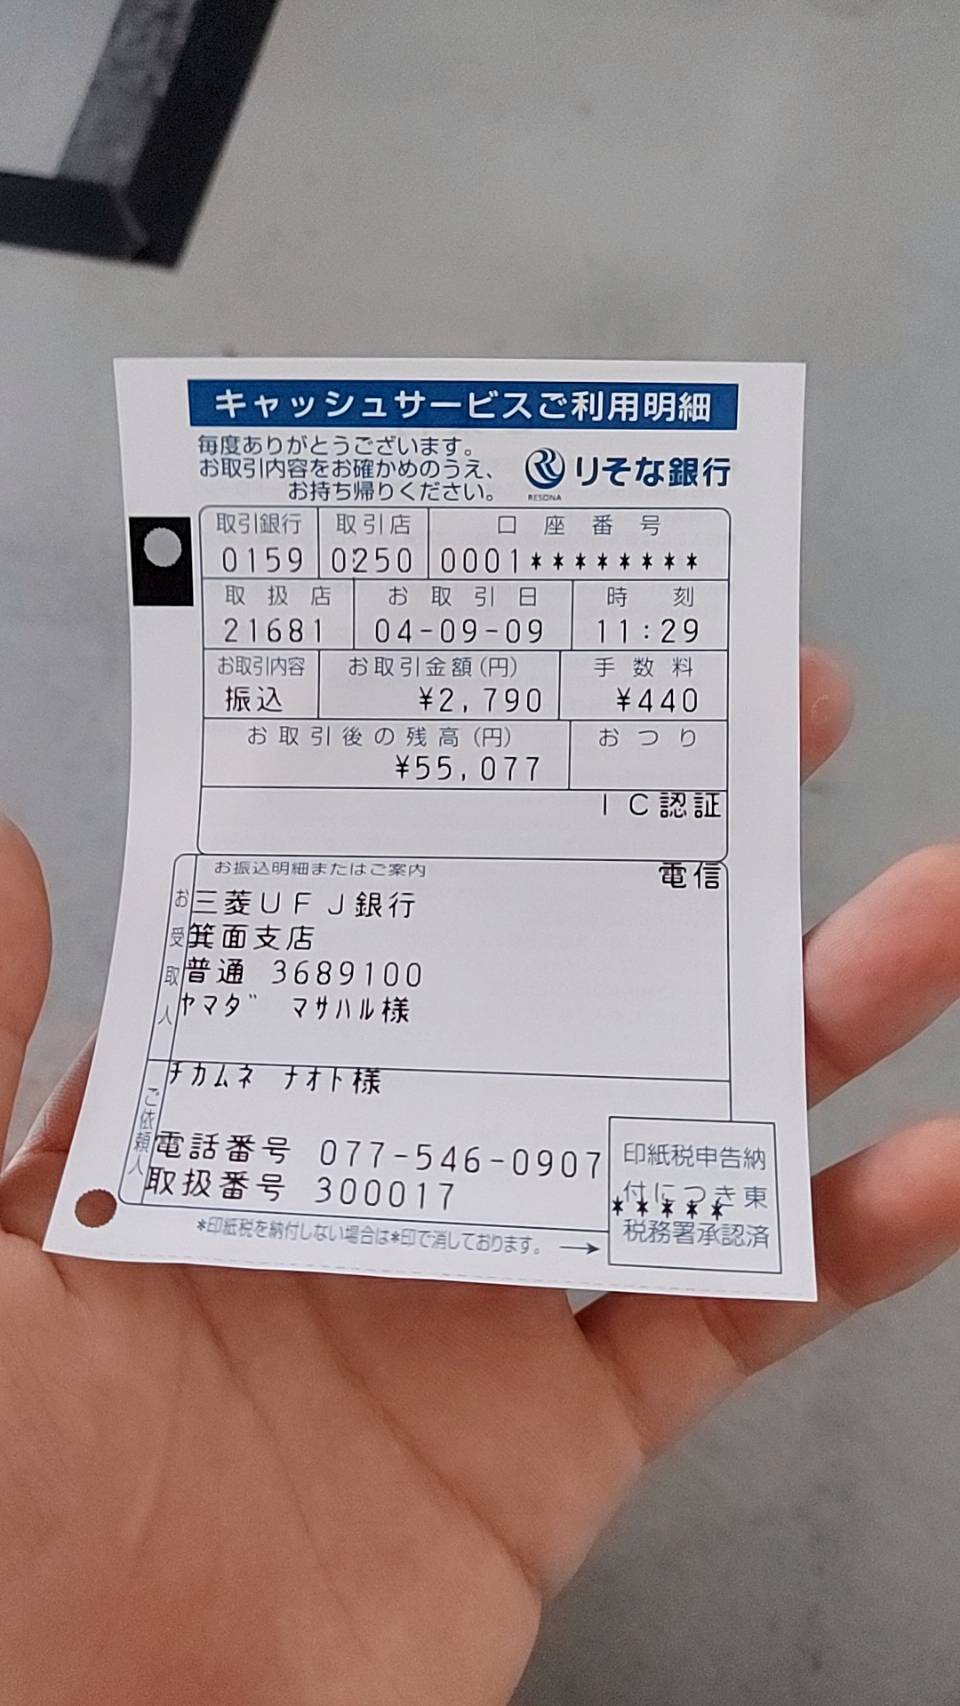 キャッシュサービスご利用明細
毎度ありがとうございます。
お取引内容をお確かめのうえ、
お持ち帰りください。
RESONA
りそな銀行
取引銀行 取引店 口座番号
0159 0250 0001********
取扱店 お取引日 時刻
21681 04-09-09 11:29
お取引内容 お取引金額(円) 手数料
振込 ¥2,790 ¥440
お取引後の残高(円) おつり
¥55,077
IC認証
お振込明細またはご案内 電信
お受取人
三菱UFJ銀行
箕面支店
普通 3689100
ヤマダ マサハル様
ご依頼人
チカムネ ナオト様
電話番号 077-546-0907
取扱番号 300017
印紙税申告納
付につき東
*****
税務署承認済
*印紙税を納付しない場合は*印で消しております。 →